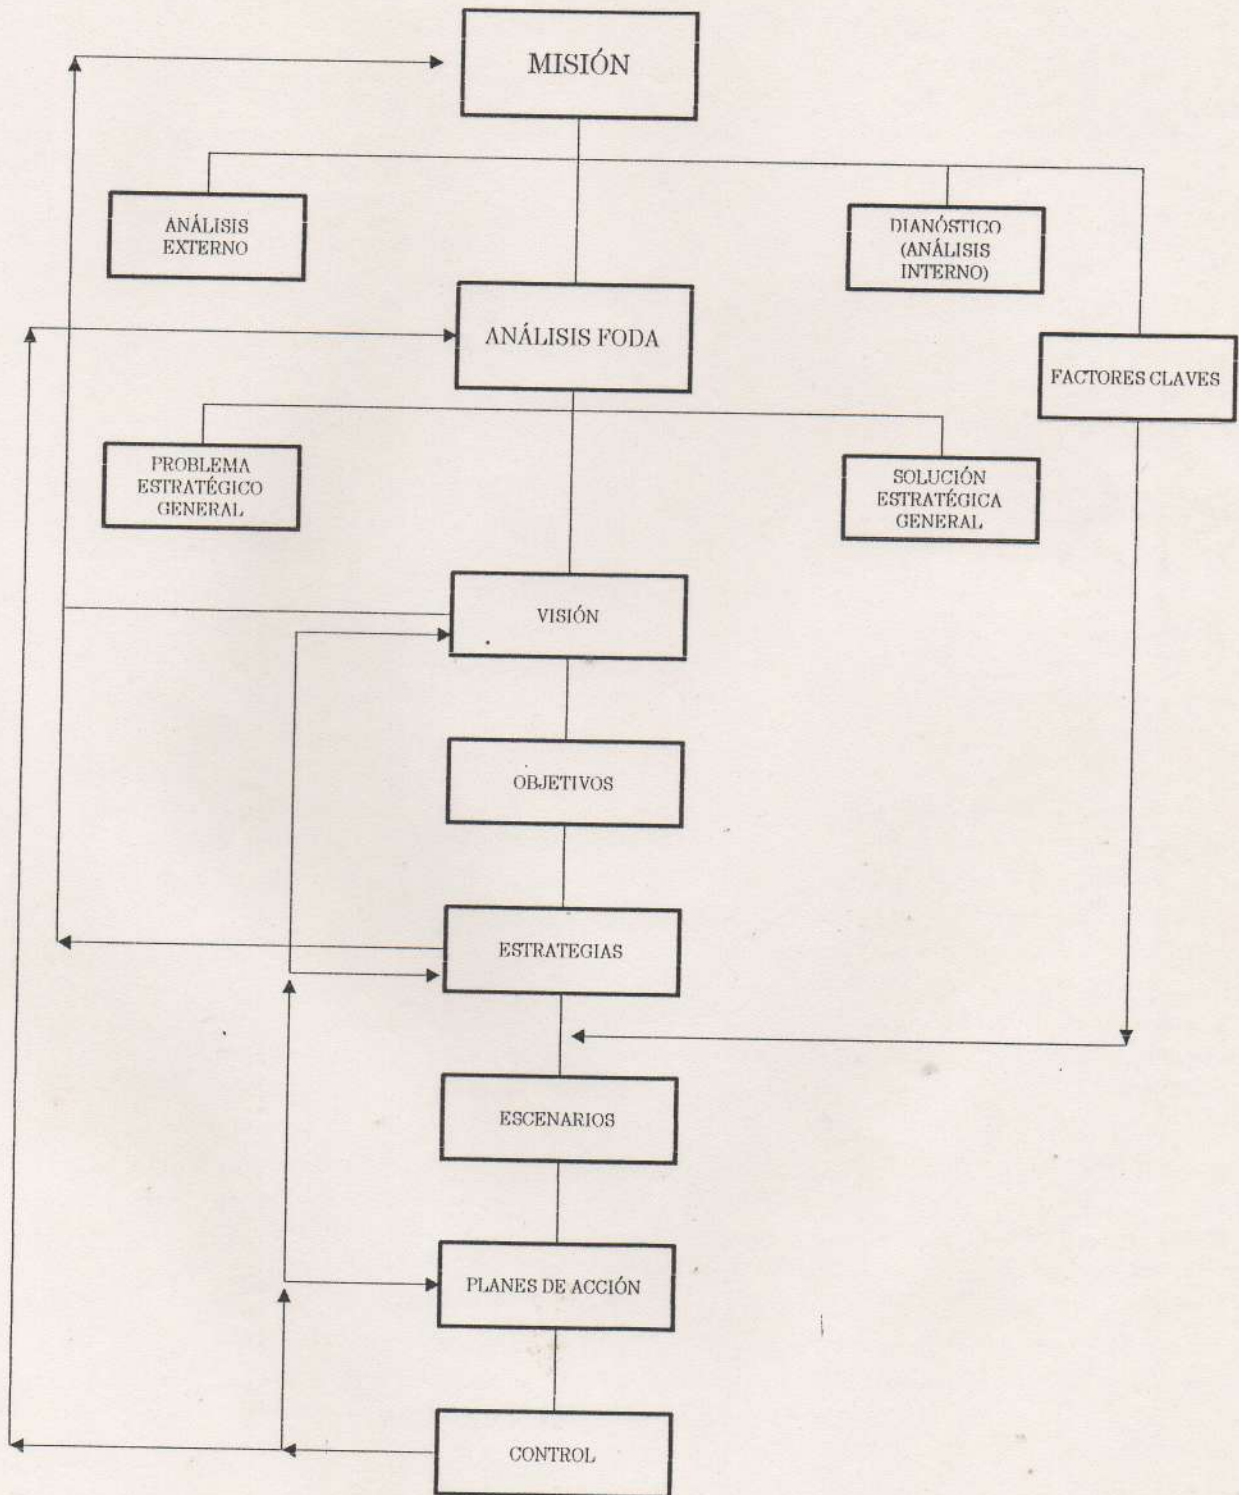 MISIÓN
ANÁLISIS
EXTERNO
DIANÓSTICO
(ANÁLISIS
INTERNO)
ANÁLISIS FODA
FACTORES CLAVES
PROBLEMA
ESTRATÉGICO
GENERAL
SOLUCIÓN
ESTRATÉGICA
GENERAL
VISIÓN
OBJETIVOS
ESTRATEGIAS
ESCENARIOS
PLANES DE ACCIÓN
CONTROL